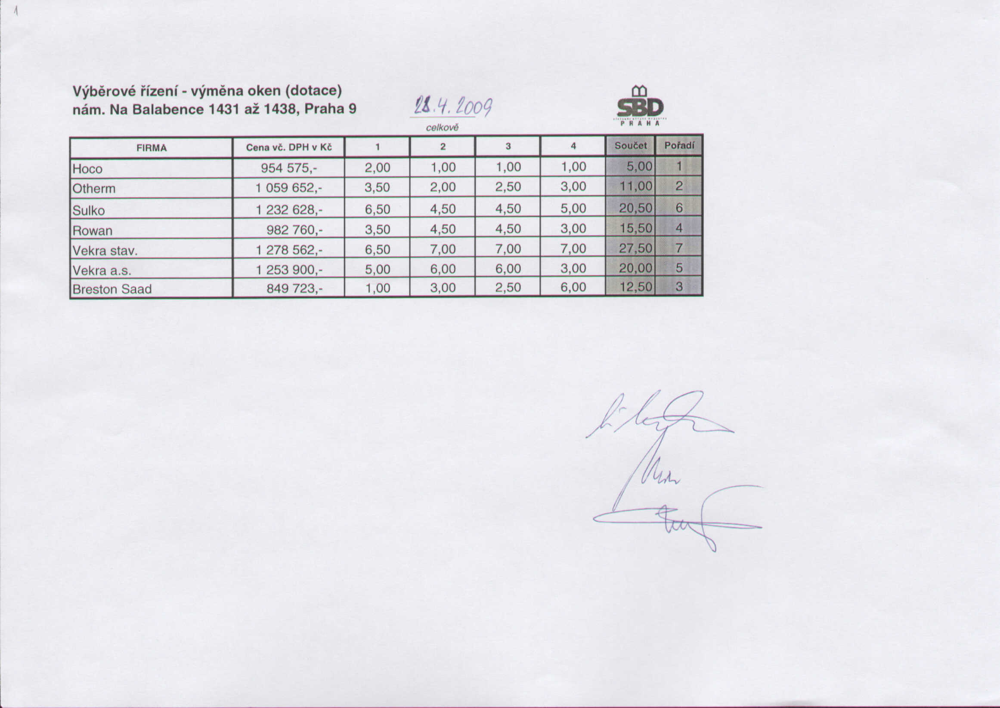 1
Výběrové řízení - výměna oken (dotace)
nám. Na Balabence 1431 až 1438, Praha 9
28.4.2009
celkově
SBD
PRAHA
FIRMA Cena vč. DPH v Kč 1 2 3 4 Součet Pořadí
Hoco 954 575,- 2,00 1,00 1,00 1,00 5,00 1
Otherm 1 059 652,- 3,50 2,00 2,50 3,00 11,00 2
Sulko 1 232 628,- 6,50 4,50 4,50 5,00 20,50 6
Rowan 982 760,- 3,50 4,50 4,50 3,00 15,50 4
Vekra stav. 1 278 562,- 6,50 7,00 7,00 7,00 27,50 7
Vekra a.s. 1 253 900,- 5,00 6,00 6,00 3,00 20,00 5
Breston Saad 849 723,- 1,00 3,00 2,50 6,00 12,50 3